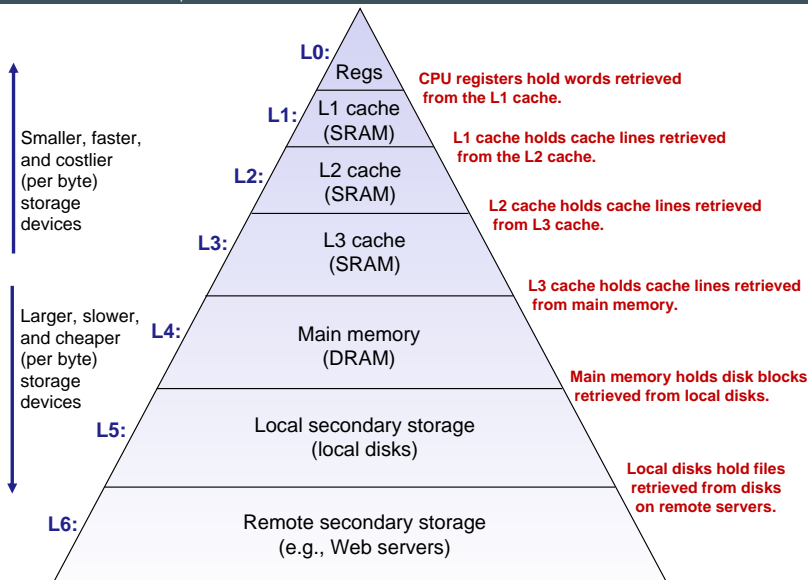 L0:
Regs
CPU registers hold words retrieved
from the L1 cache.
L1:
L1 cache
(SRAM)
L1 cache holds cache lines retrieved
from the L2 cache.
Smaller, faster,
and costlier
(per byte)
storage
devices
L2:
L2 cache
(SRAM)
L2 cache holds cache lines retrieved
from L3 cache.
L3:
L3 cache
(SRAM)
L3 cache holds cache lines retrieved
from main memory.
Larger, slower,
and cheaper
(per byte)
storage
devices
L4:
Main memory
(DRAM)
Main memory holds disk blocks
retrieved from local disks.
L5:
Local secondary storage
(local disks)
Local disks hold files
retrieved from disks
on remote servers.
L6:
Remote secondary storage
(e.g., Web servers)